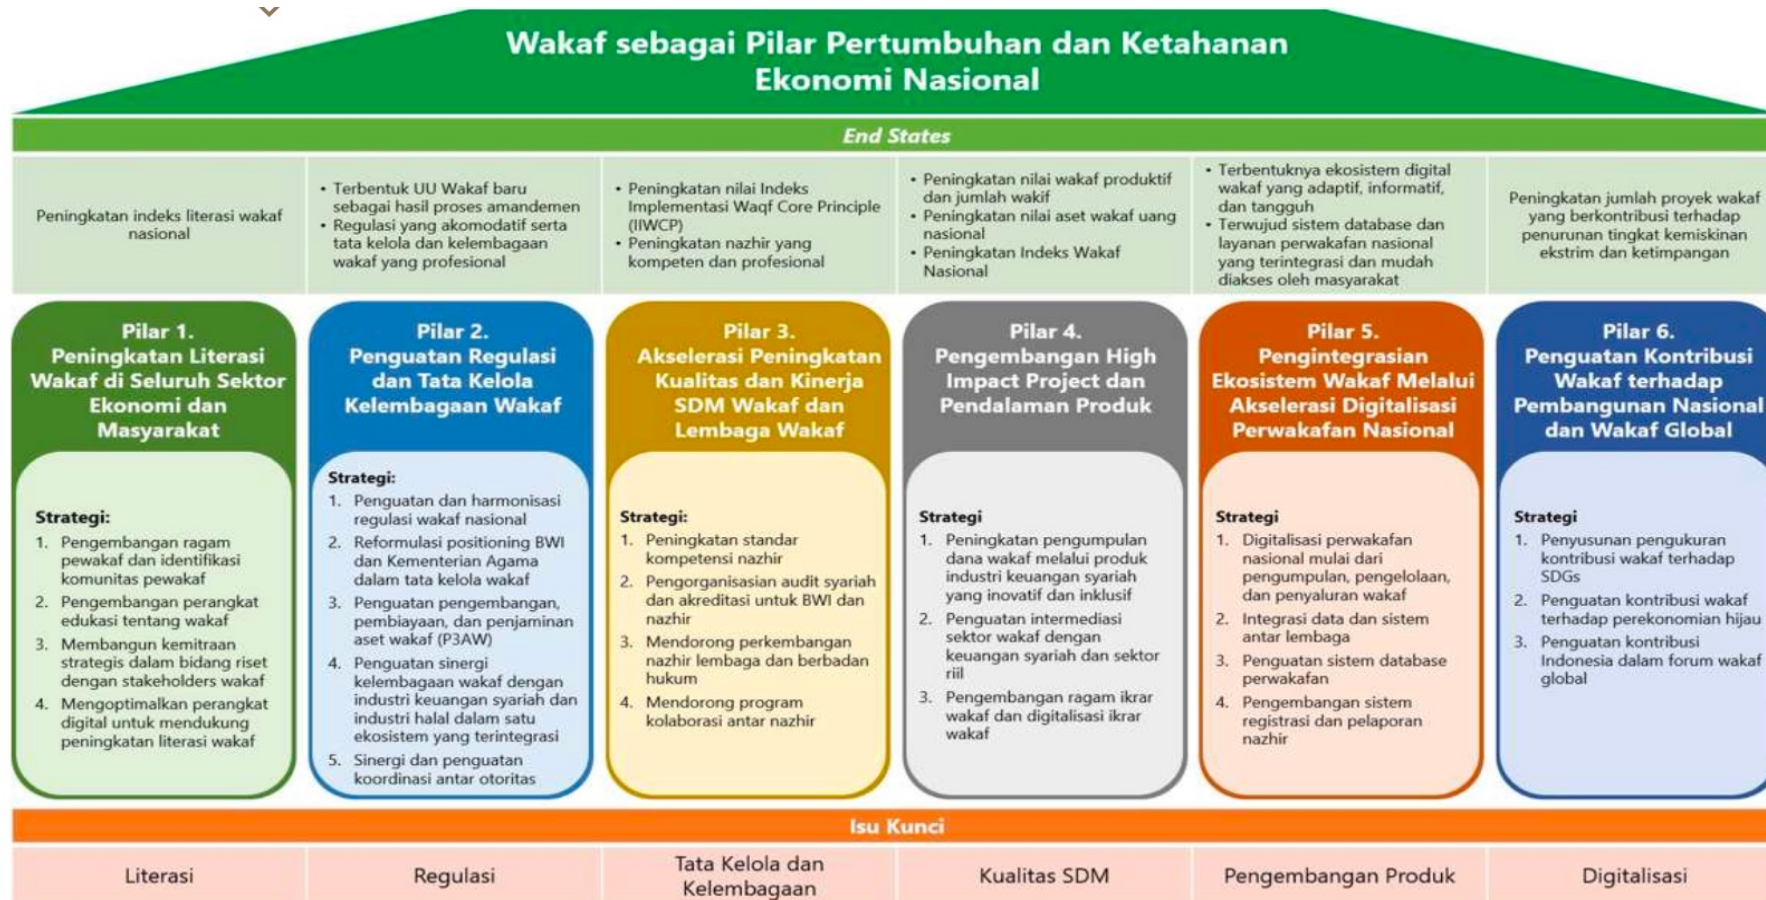 Wakaf sebagai Pilar Pertumbuhan dan Ketahanan
Ekonomi Nasional
End States
Peningkatan indeks literasi wakaf
nasional
• Terbentuk UU Wakaf baru
sebagai hasil proses amandemen
• Regulasi yang akomodatif serta
tata kelola dan kelembagaan
wakaf yang profesional
• Peningkatan nilai Indeks
Implementasi Waqf Core Principle
(IIWCP)
• Peningkatan nazhir yang
kompeten dan profesional
• Peningkatan nilai wakaf produktif
dan jumlah wakif
• Peningkatan nilai aset wakaf uang
nasional
• Peningkatan Indeks Wakaf
Nasional
• Terbentuknya ekosistem digital
wakaf yang adaptif, informatif,
dan tangguh
• Terwujud sistem database dan
layanan perwakafan nasional
yang terintegrasi dan mudah
diakses oleh masyarakat
Peningkatan jumlah proyek wakaf
yang berkontribusi terhadap
penurunan tingkat kemiskinan
ekstrim dan ketimpangan
Pilar 1.
Peningkatan Literasi
Wakaf di Seluruh Sektor
Ekonomi dan
Masyarakat
Strategi:
1. Pengembangan ragam
pewakaf dan identifikasi
komunitas pewakaf
2. Pengembangan perangkat
edukasi tentang wakaf
3. Membangun kemitraan
strategis dalam bidang riset
dengan stakeholders wakaf
4. Mengoptimalkan perangkat
digital untuk mendukung
peningkatan literasi wakaf
Pilar 2.
Penguatan Regulasi
dan Tata Kelola
Kelembagaan Wakaf
Strategi:
1. Penguatan dan harmonisasi
regulasi wakaf nasional
2. Reformulasi positioning BWI
dan Kementerian Agama
dalam tata kelola wakaf
3. Penguatan pengembangan,
pembiayaan, dan penjaminan
aset wakaf (P3AW)
4. Penguatan sinergi
kelembagaan wakaf dengan
industri keuangan syariah dan
industri halal dalam satu
ekosistem yang terintegrasi
5. Sinergi dan penguatan
koordinasi antar otoritas
Pilar 3.
Akselerasi Peningkatan
Kualitas dan Kinerja
SDM Wakaf dan
Lembaga Wakaf
Strategi:
1. Peningkatan standar
kompetensi nazhir
2. Pengorganisasian audit syariah
dan akreditasi untuk BWI dan
nazhir
3. Mendorong perkembangan
nazhir lembaga dan berbadan
hukum
4. Mendorong program
kolaborasi antar nazhir
Pilar 4.
Pengembangan High
Impact Project dan
Pendalaman Produk
Strategi
1. Peningkatan pengumpulan
dana wakaf melalui produk
industri keuangan syariah
yang inovatif dan inklusif
2. Penguatan intermediasi
sektor wakaf dengan
keuangan syariah dan sektor
riil
3. Pengembangan ragam ikrar
wakaf dan digitalisasi ikrar
wakaf
Pilar 5.
Pengintegrasian
Ekosistem Wakaf Melalui
Akselerasi Digitalisasi
Perwakafan Nasional
Strategi
1. Digitalisasi perwakafan
nasional mulai dari
pengumpulan, pengelolaan,
dan penyaluran wakaf
2. Integrasi data dan sistem
antar lembaga
3. Penguatan sistem database
perwakafan
4. Pengembangan sistem
registrasi dan pelaporan
nazhir
Pilar 6.
Penguatan Kontribusi
Wakaf terhadap
Pembangunan Nasional
dan Wakaf Global
Strategi
1. Penyusunan pengukuran
kontribusi wakaf terhadap
SDGs
2. Penguatan kontribusi wakaf
terhadap perekonomian hijau
3. Penguatan kontribusi
Indonesia dalam forum wakaf
global
Isu Kunci
Literasi
Regulasi
Tata Kelola dan
Kelembagaan
Kualitas SDM
Pengembangan Produk
Digitalisasi